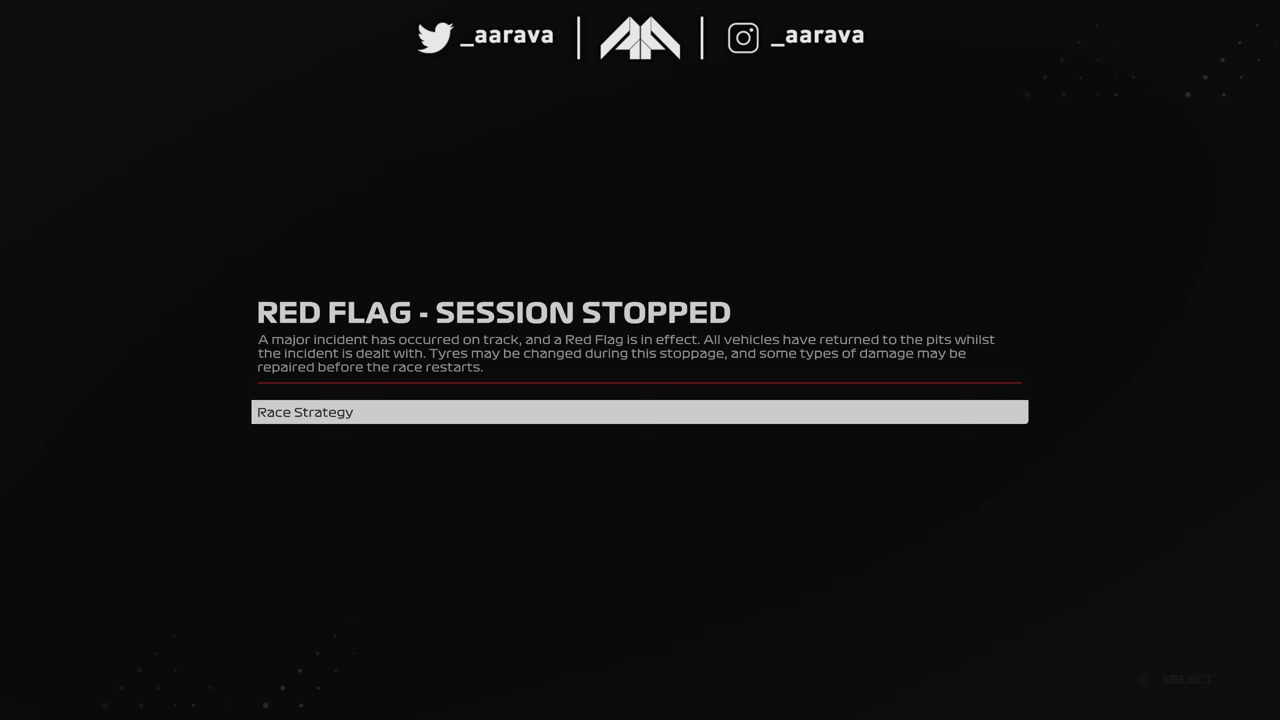 _aarava
_aarava
RED FLAG - SESSION STOPPED
A major incident has occurred on track, and a Red Flag is in effect. All vehicles have returned to the pits whilst
the incident is dealt with. Tyres may be changed during this stoppage, and some types of damage may be
repaired before the race restarts.
Race Strategy
SELECT